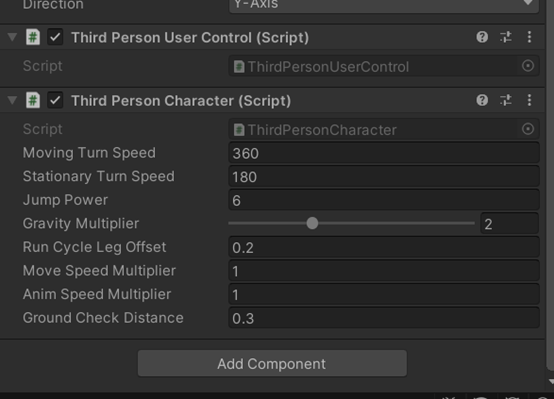 Direction Y-Axis
Third Person User Control (Script)
Script ThirdPersonUserControl
Third Person Character (Script)
Script ThirdPersonCharacter
Moving Turn Speed 360
Stationary Turn Speed 180
Jump Power 6
Gravity Multiplier 2
Run Cycle Leg Offset 0.2
Move Speed Multiplier 1
Anim Speed Multiplier 1
Ground Check Distance 0.3
Add Component